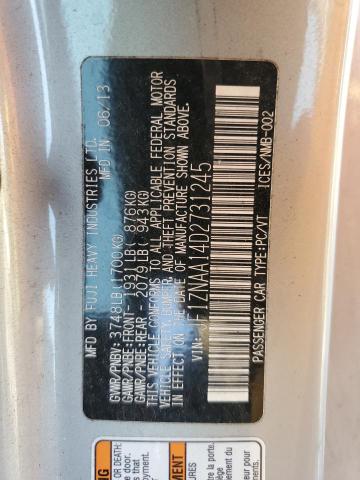 MFD BY FUJI HEAVY INDUSTRIES LTD.
MADE IN 06/13
GVWR/PNBV: 3748LB(1700KG)
GAWR/PNBE:FRONT- 1931LB( 876KG)
GAWR/PNBE:REAR - 2079LB( 943KG)
THIS VEHICLE CONFORMS
TO ALL APPLICABLE FEDERAL MOTOR
VEHICLE SAFETY, BUMPER, AND THEFT PREVENTION STANDARDS
IN EFFECT ON THE DATE OF MANUFACTURE SHOWN ABOVE.
VIN: JF1ZNAA14D2731245
PASSENGER CAR TYPE:PC/VT
ICES/NMB-002
OR DEATH: